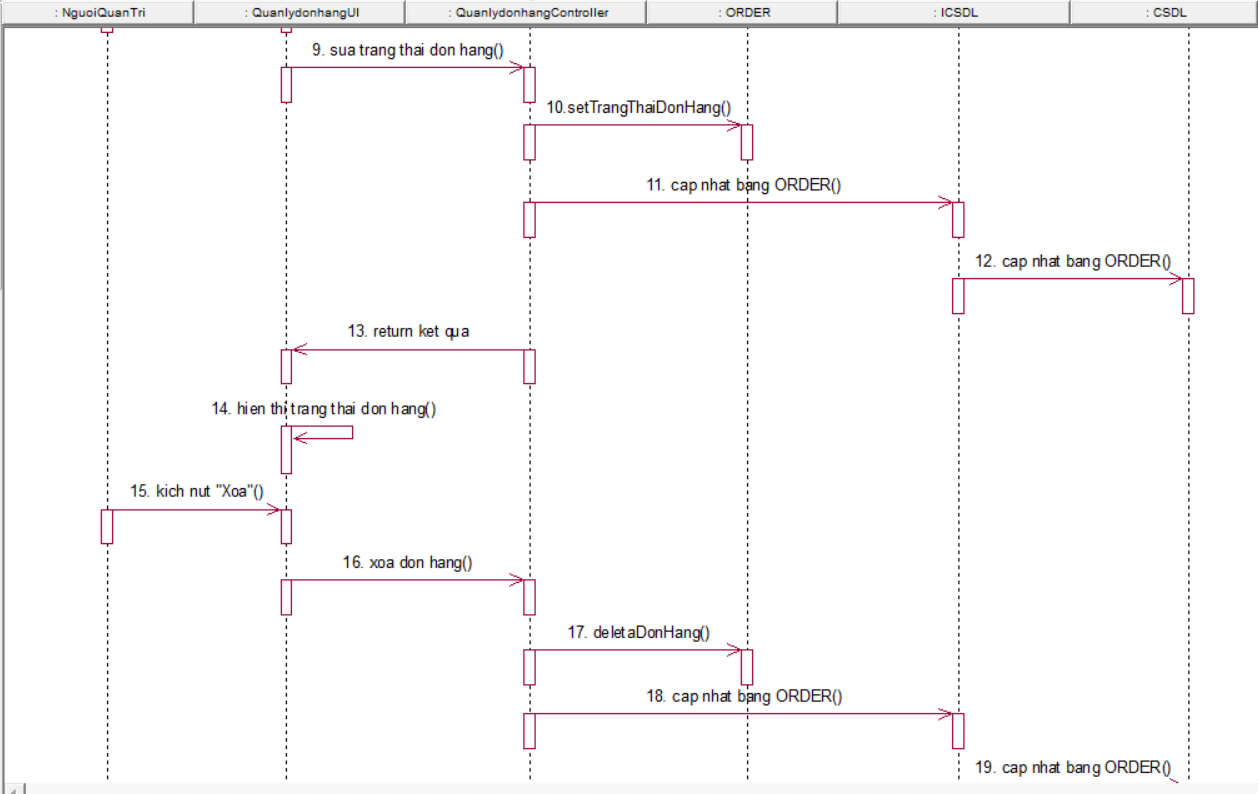 : NguoiQuanTri
: QuanlydonhangUI
: QuanlydonhangController
: ORDER
: ICSDL
: CSDL
9. sua trang thai don hang()
10.setTrangThaiDonHang()
11. cap nhat bang ORDER()
12. cap nhat bang ORDER()
13. return ket qua
14. hien thi trang thai don hang()
15. kich nut "Xoa"()
16. xoa don hang()
17. deletaDonHang()
18. cap nhat bang ORDER()
19. cap nhat bang ORDER()